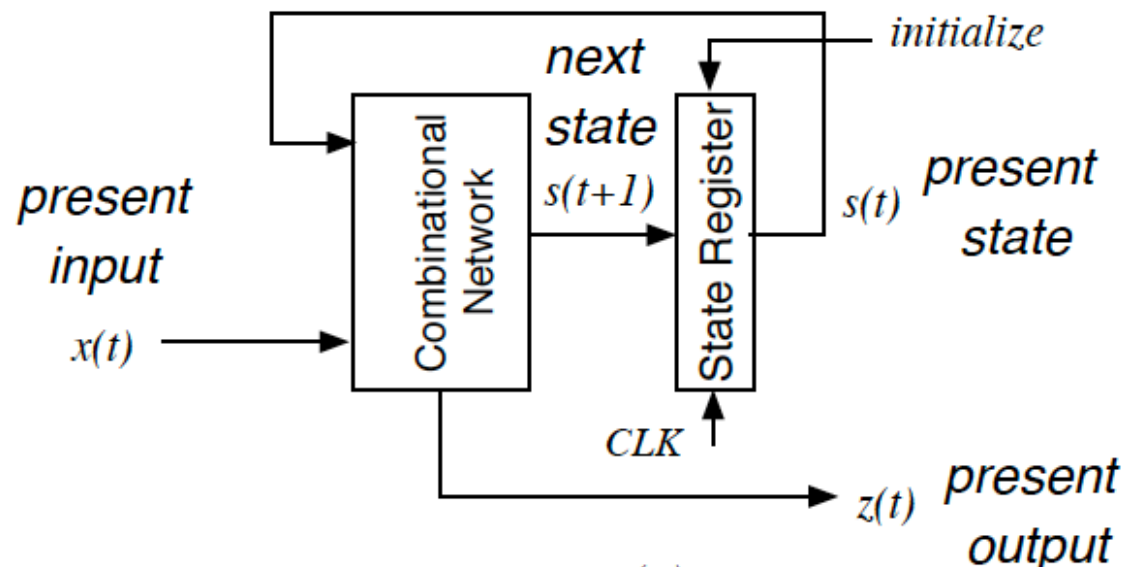 initialize
next
state
s(t+1)
present
input
x(t)
Combinational
Network
State Register
s(t)
present
state
CLK
z(t)
present
output